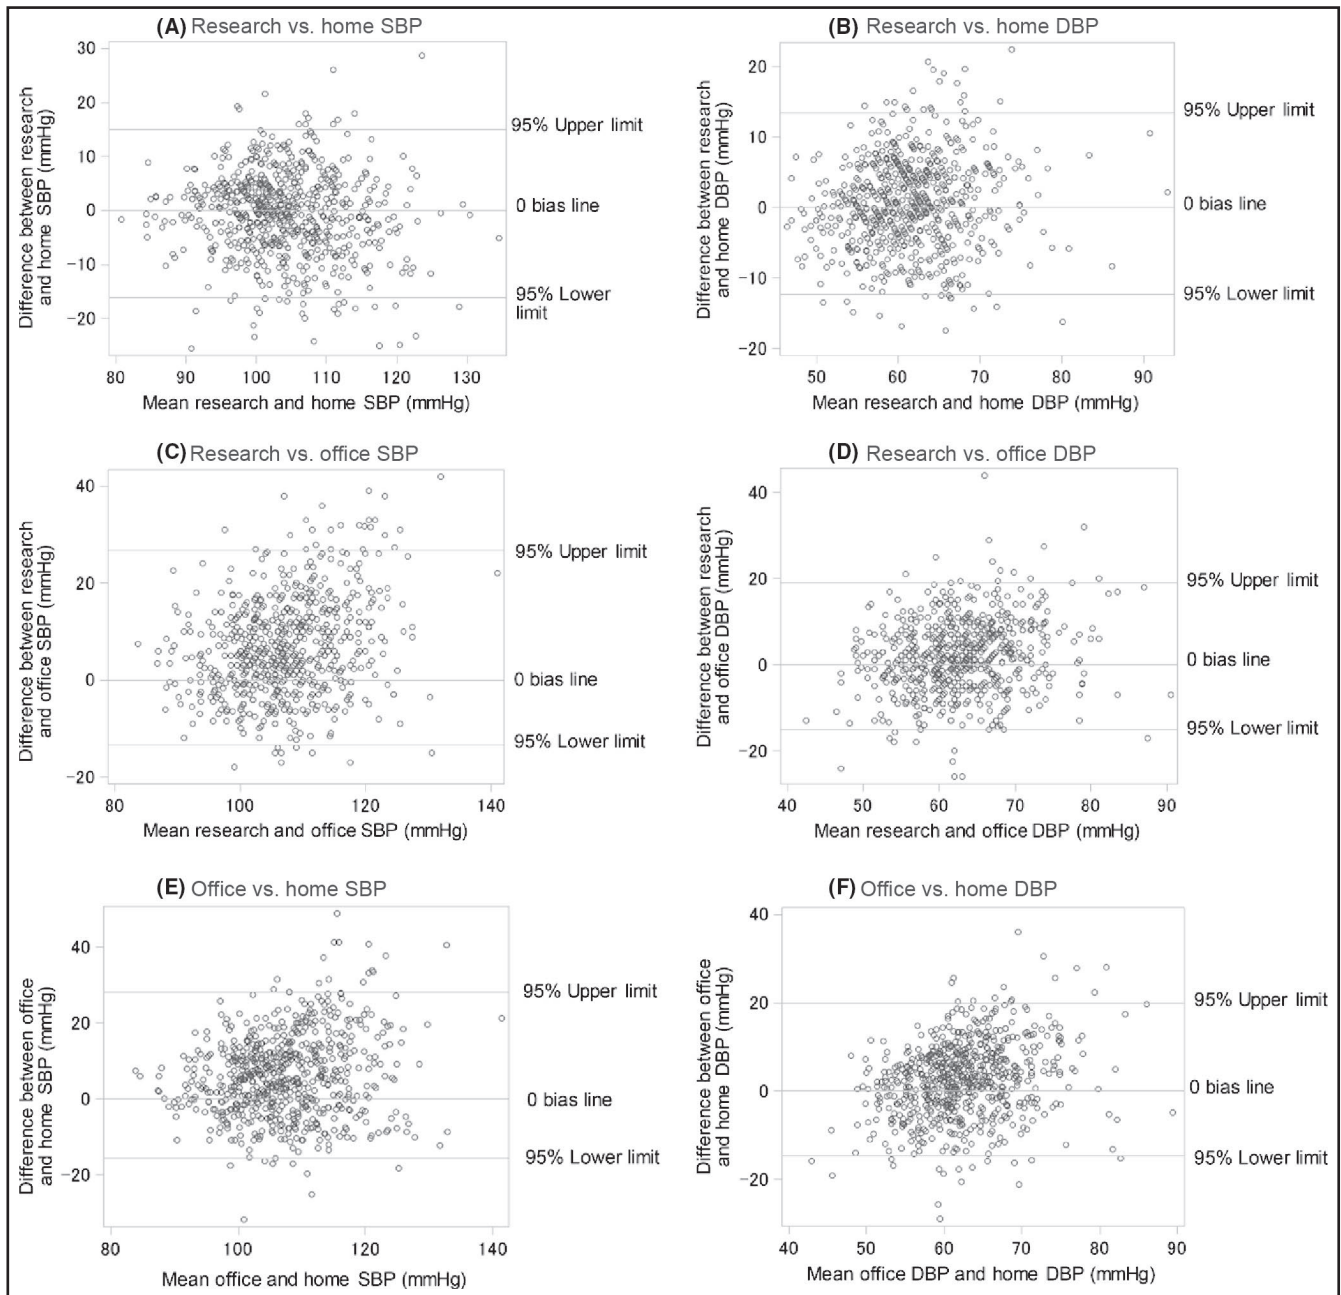 (A) Research vs. home SBP
Difference between research
and home SBP (mmHg)
30
20
10
0
−10
−20
95% Upper limit
0 bias line
95% Lower
limit
80 90 100 110 120 130
Mean research and home SBP (mmHg)
(B) Research vs. home DBP
Difference between research
and home DBP (mmHg)
20
10
0
−10
−20
95% Upper limit
0 bias line
95% Lower limit
50 60 70 80 90
Mean research and home DBP (mmHg)
(C) Research vs. office SBP
Difference between research
and office SBP (mmHg)
40
20
0
−20
95% Upper limit
0 bias line
95% Lower limit
80 100 120 140
Mean research and office SBP (mmHg)
(D) Research vs. office DBP
Difference between research
and office DBP (mmHg)
40
20
0
−20
95% Upper limit
0 bias line
95% Lower limit
40 50 60 70 80 90
Mean research and office DBP (mmHg)
(E) Office vs. home SBP
Difference between office
and home SBP (mmHg)
40
20
0
−20
95% Upper limit
0 bias line
95% Lower limit
80 100 120 140
Mean office and home SBP (mmHg)
(F) Office vs. home DBP
Difference between office
and home DBP (mmHg)
40
20
0
−20
95% Upper limit
0 bias line
95% Lower limit
40 50 60 70 80 90
Mean office DBP and home DBP (mmHg)